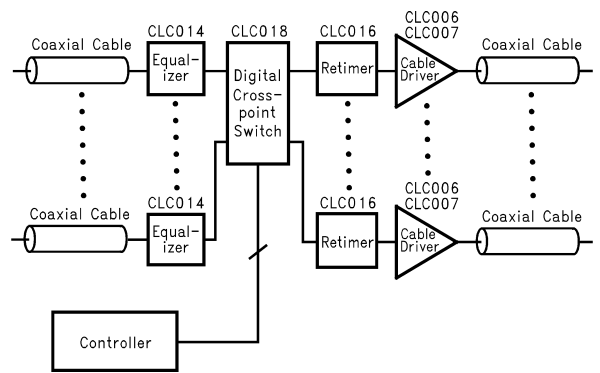 CLC006
CLC014 CLC018 CLC016 CLC007
Coaxial Cable
Equal-
izer
Digital
Cross-
point
Switch
Retimer
Cable
Driver
Coaxial Cable
CLC006
CLC014 CLC016 CLC007
Coaxial Cable
Equal-
izer
Retimer
Cable
Driver
Coaxial Cable
Controller